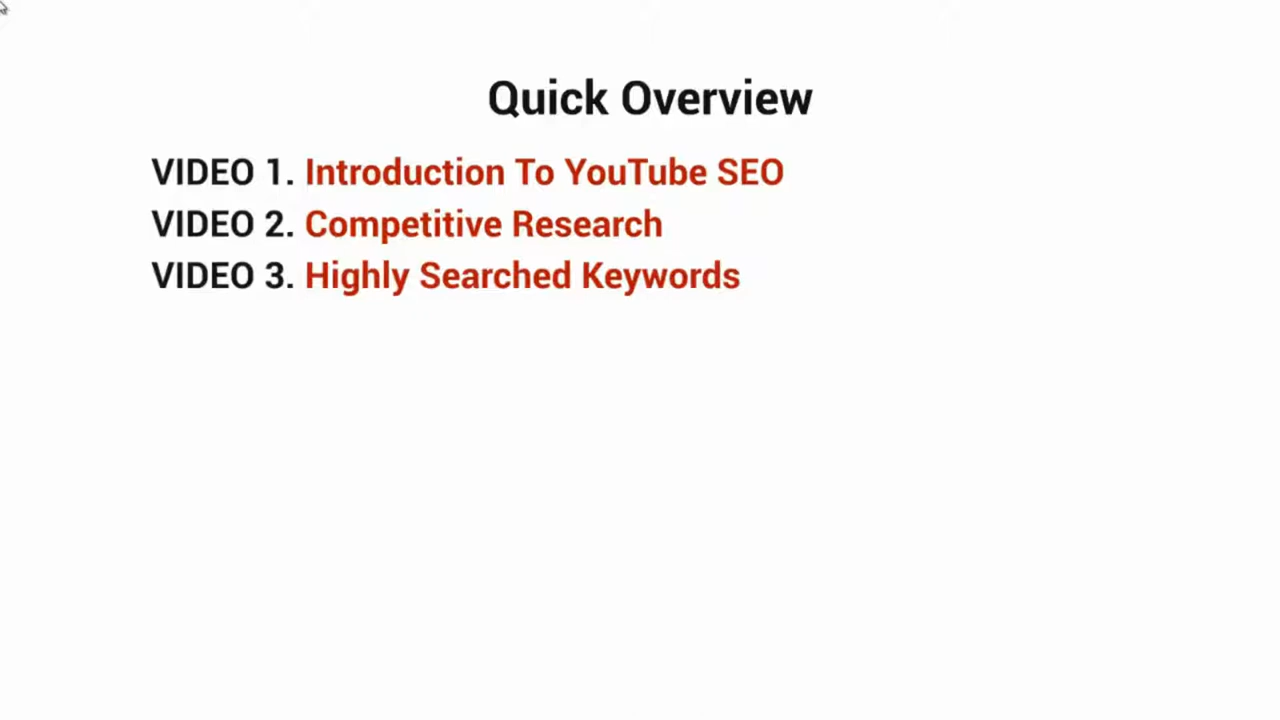 Quick Overview
VIDEO 1. Introduction To YouTube SEO
VIDEO 2. Competitive Research
VIDEO 3. Highly Searched Keywords